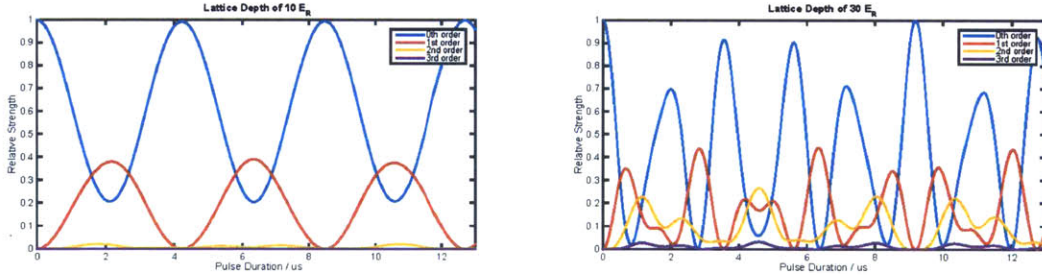 Lattice Depth of 10 E_R
1
0.9
0.8
0.7
0.6
0.5
0.4
0.3
0.2
0.1
0
Relative Strength
0th order
1st order
2nd order
3rd order
0 2 4 6 8 10 12
Pulse Duration / us
Lattice Depth of 30 E_R
1
0.9
0.8
0.7
0.6
0.5
0.4
0.3
0.2
0.1
0
Relative Strength
0th order
1st order
2nd order
3rd order
0 2 4 6 8 10 12
Pulse Duration / us